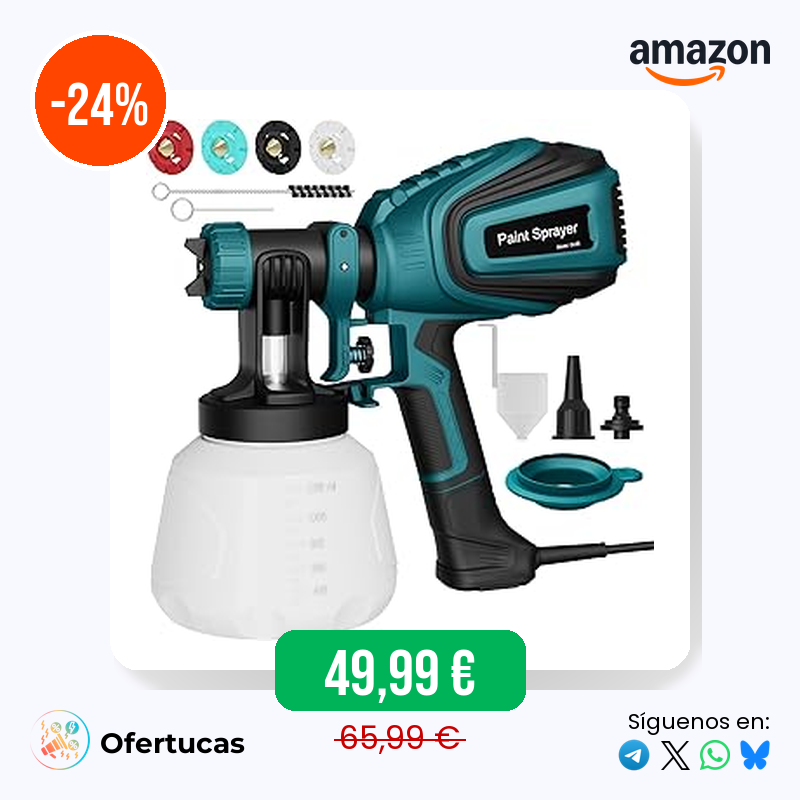 -24%
amazon
Paint Sprayer
49,99 €
65,99 €
Ofertucas
Síguenos en: